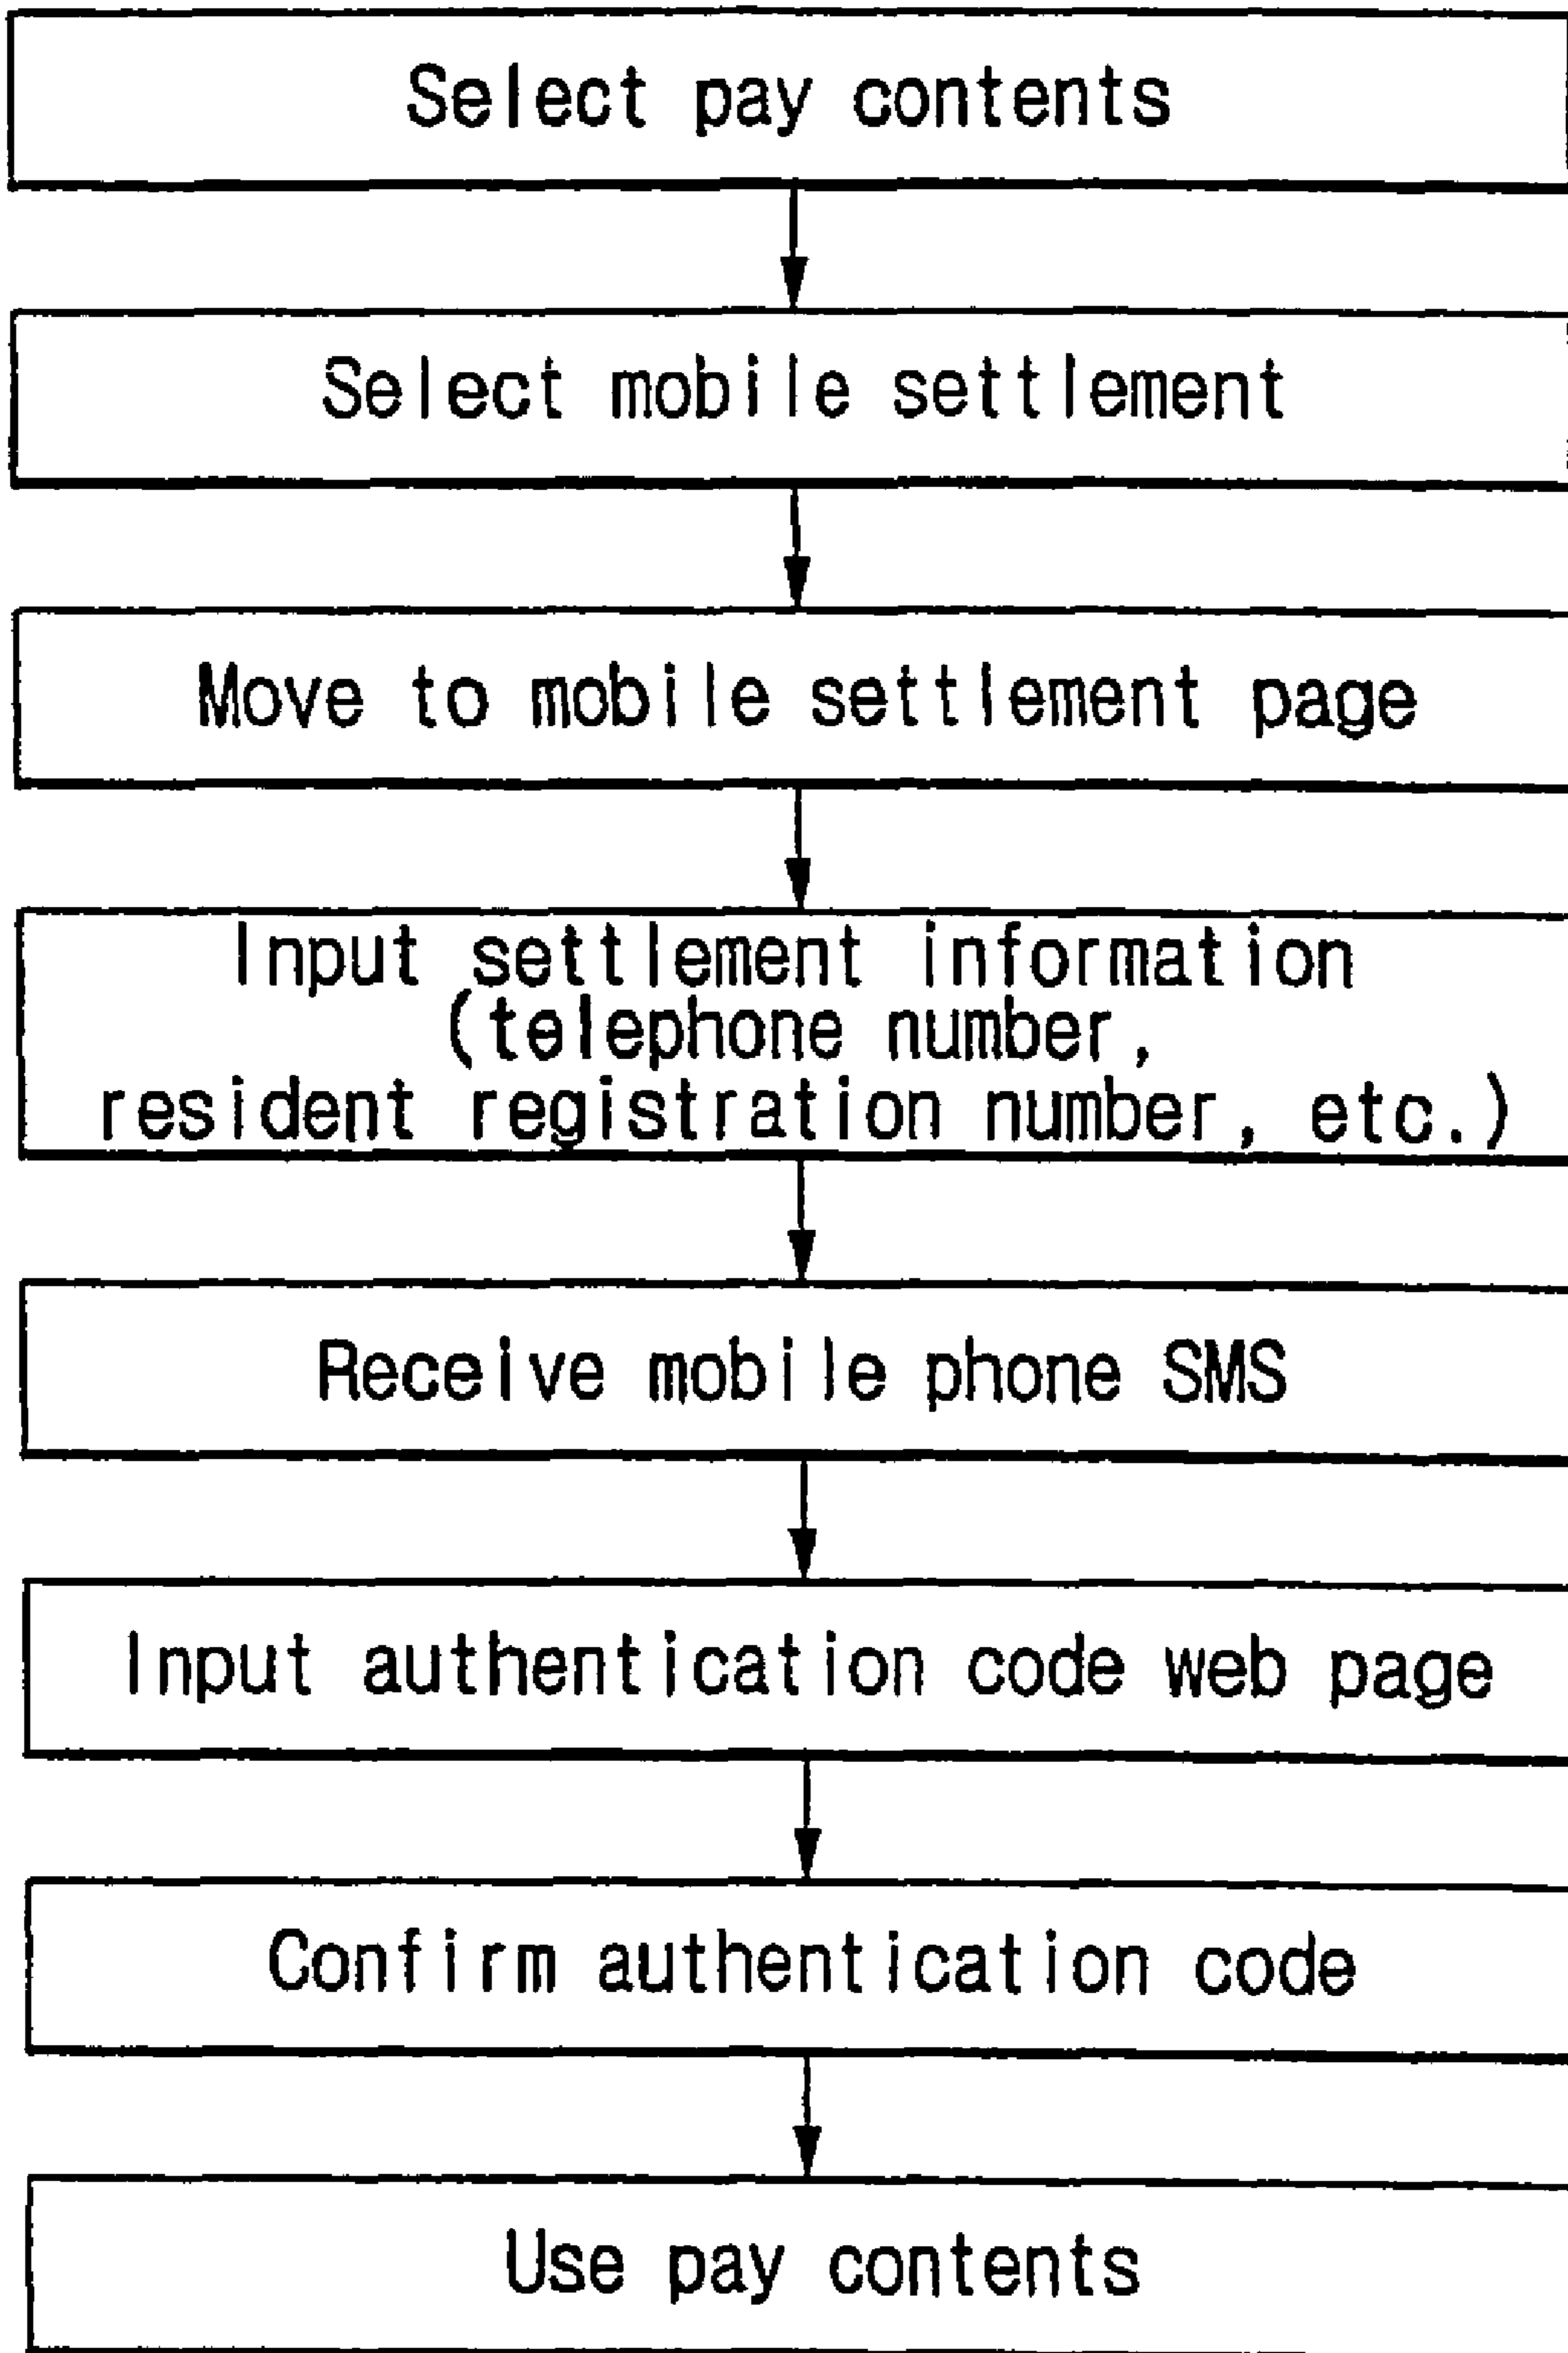 Select pay contents
Select mobile settlement
Move to mobile settlement page
Input settlement information
(telephone number,
resident registration number, etc.)
Receive mobile phone SMS
Input authentication code web page
Confirm authentication code
Use pay contents